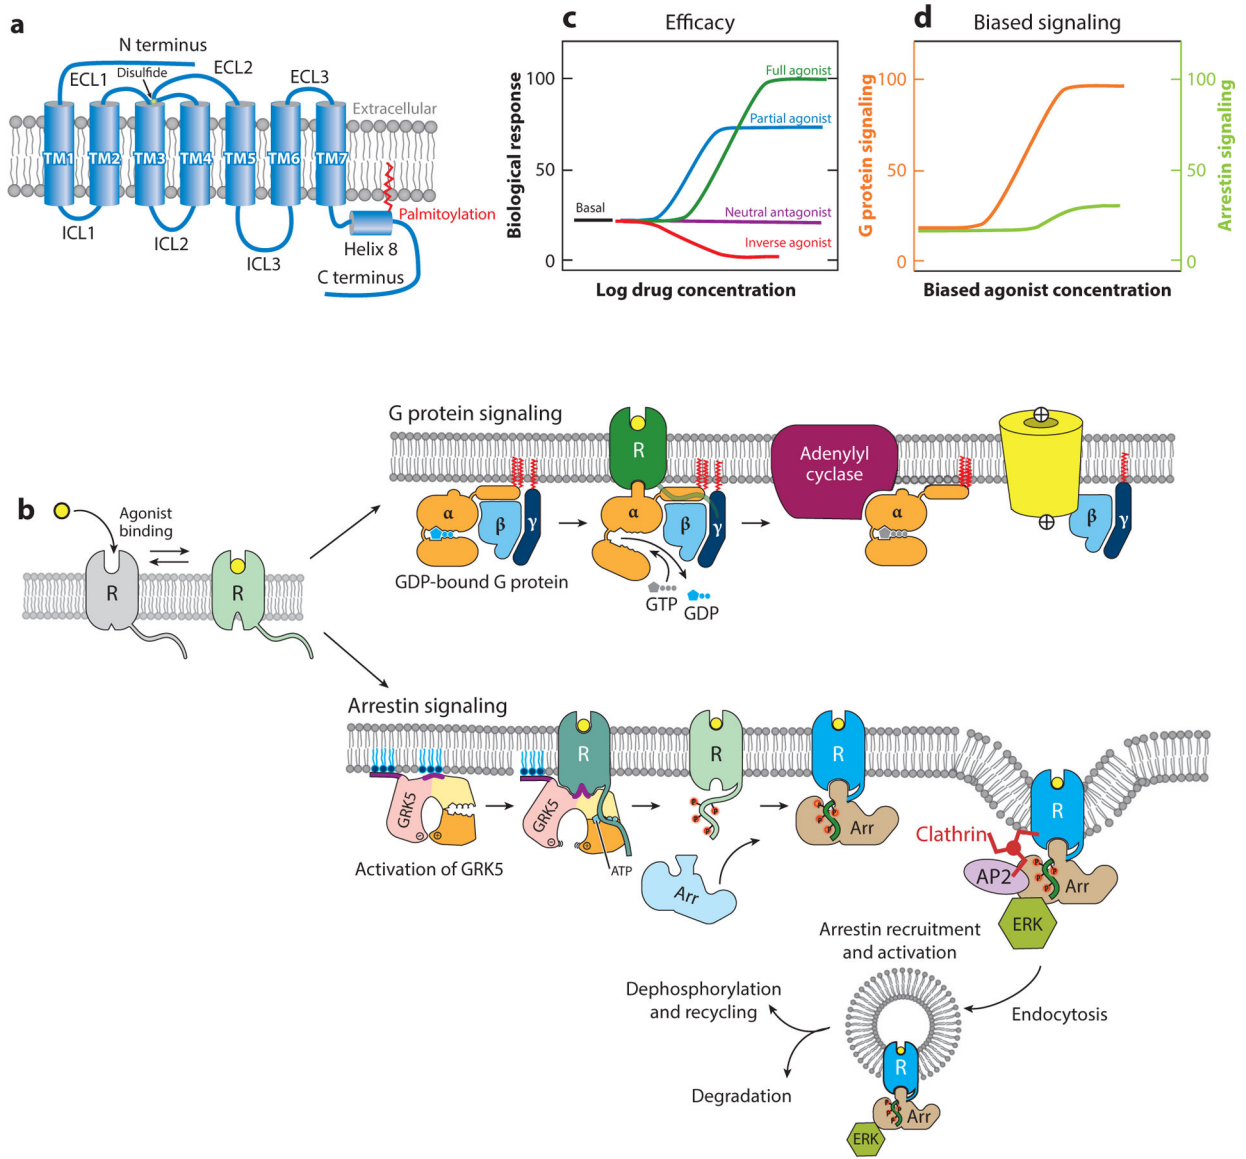 a
N terminus
ECL1
Disulfide
ECL2
ECL3
Extracellular
TM1
TM2
TM3
TM4
TM5
TM6
TM7
Palmitoylation
ICL1
ICL2
ICL3
Helix 8
C terminus
c
Efficacy
Biological response
100
50
0
Full agonist
Partial agonist
Basal
Neutral antagonist
Inverse agonist
Log drug concentration
d
Biased signaling
G protein signaling
100
50
0
100
50
0
Arrestin signaling
Biased agonist concentration
b
Agonist
binding
R
R
G protein signaling
α
β
γ
GDP-bound G protein
R
α
β
γ
GTP
GDP
Adenylyl
cyclase
α
β
γ
Arrestin signaling
GRK5
Activation of GRK5
R
GRK5
ATP
R
P
P
P
P
Arr
R
P
P
P
P
Arr
R
Clathrin
AP2
P
P
P
P
Arr
ERK
Arrestin recruitment
and activation
Endocytosis
Dephosphorylation
and recycling
Degradation
R
P
P
P
P
Arr
ERK